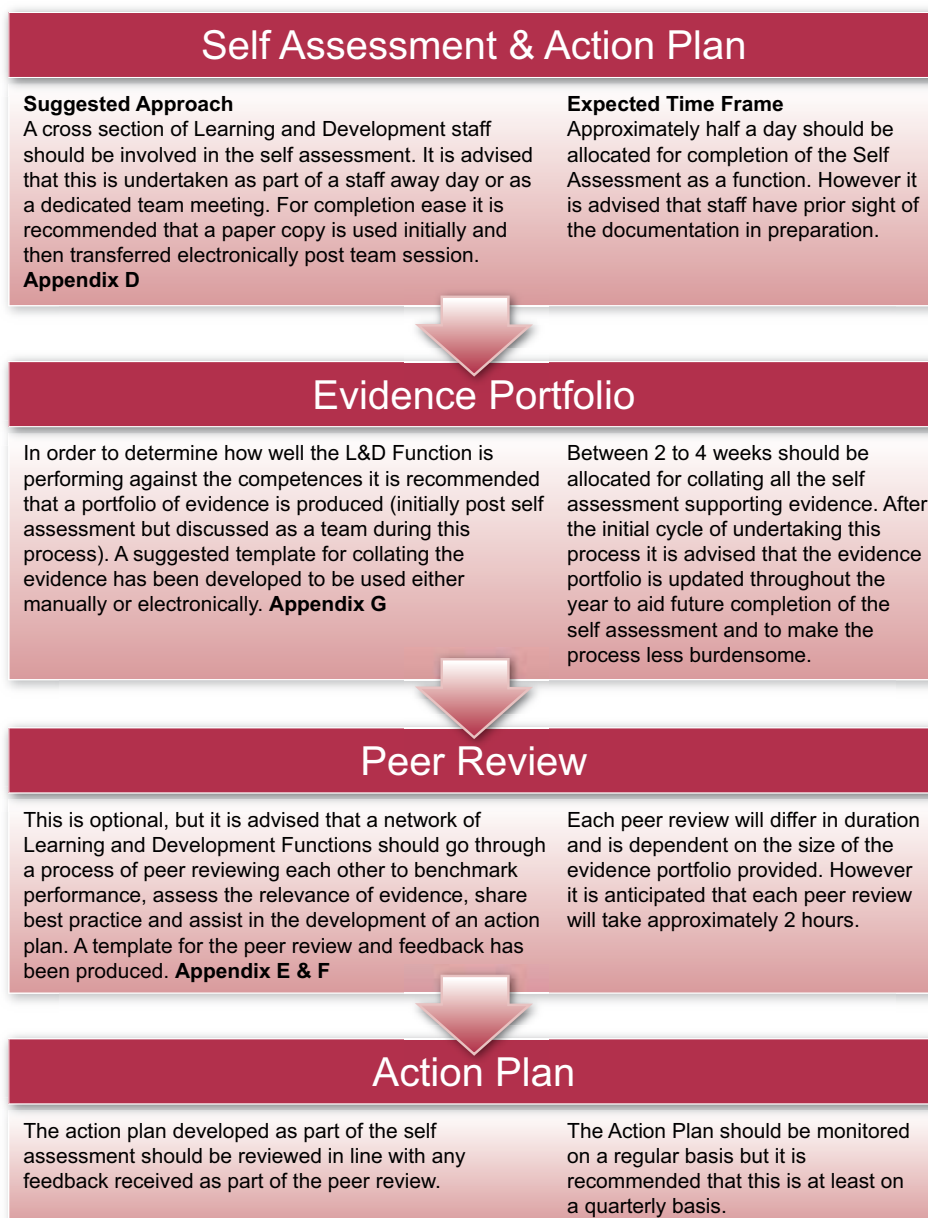 Self Assessment & Action Plan
Suggested Approach
A cross section of Learning and Development staff
should be involved in the self assessment. It is advised
that this is undertaken as part of a staff away day or as
a dedicated team meeting. For completion ease it is
recommended that a paper copy is used initially and
then transferred electronically post team session.
Appendix D
Expected Time Frame
Approximately half a day should be
allocated for completion of the Self
Assessment as a function. However it
is advised that staff have prior sight of
the documentation in preparation.
Evidence Portfolio
In order to determine how well the L&D Function is
performing against the competences it is recommended
that a portfolio of evidence is produced (initially post self
assessment but discussed as a team during this
process). A suggested template for collating the
evidence has been developed to be used either
manually or electronically. Appendix G
Between 2 to 4 weeks should be
allocated for collating all the self
assessment supporting evidence. After
the initial cycle of undertaking this
process it is advised that the evidence
portfolio is updated throughout the
year to aid future completion of the
self assessment and to make the
process less burdensome.
Peer Review
This is optional, but it is advised that a network of
Learning and Development Functions should go through
a process of peer reviewing each other to benchmark
performance, assess the relevance of evidence, share
best practice and assist in the development of an action
plan. A template for the peer review and feedback has
been produced. Appendix E & F
Each peer review will differ in duration
and is dependent on the size of the
evidence portfolio provided. However
it is anticipated that each peer review
will take approximately 2 hours.
Action Plan
The action plan developed as part of the self
assessment should be reviewed in line with any
feedback received as part of the peer review.
The Action Plan should be monitored
on a regular basis but it is
recommended that this is at least on
a quarterly basis.